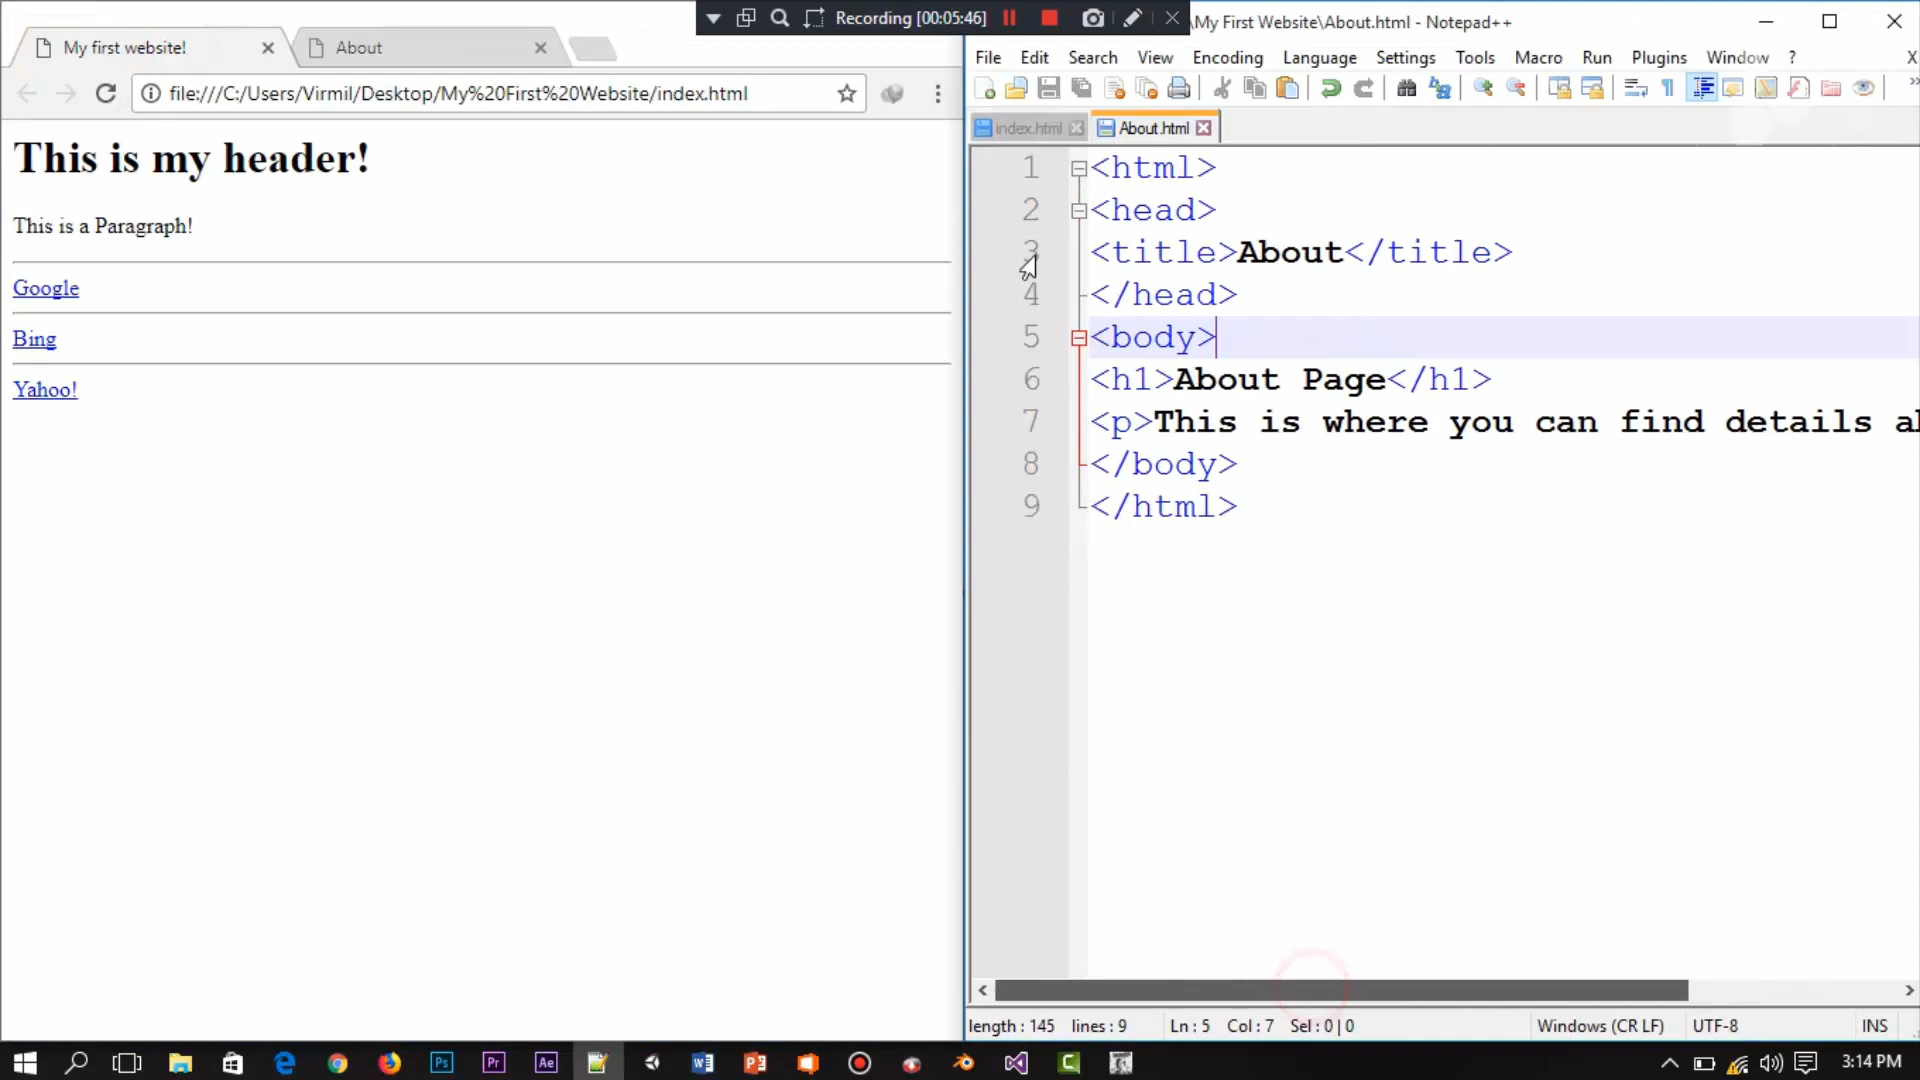 Recording [00:05:46]
My first website!
About
file:///C:/Users/Virmil/Desktop/My%20First%20Website/index.html
This is my header!
This is a Paragraph!
Google
Bing
Yahoo!
\My First Website\About.html - Notepad++
File Edit Search View Encoding Language Settings Tools Macro Run Plugins Window ? X
index.html About.html
1 <html>
2 <head>
3 <title>About</title>
4 </head>
5 <body>
6 <h1>About Page</h1>
7 <p>This is where you can find details
8 </body>
9 </html>
length : 145 lines : 9 Ln : 5 Col : 7 Sel : 0 | 0 Windows (CR LF) UTF-8 INS
Ps Pr Ae
3:14 PM